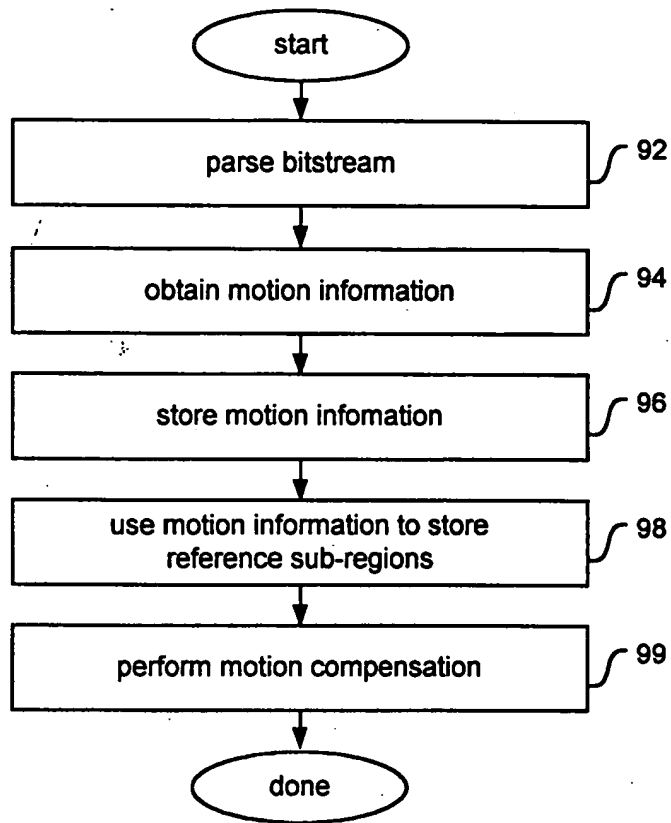 start
parse bitstream
92
obtain motion information
94
store motion infomation
96
use motion information to store
reference sub-regions
98
perform motion compensation
99
done